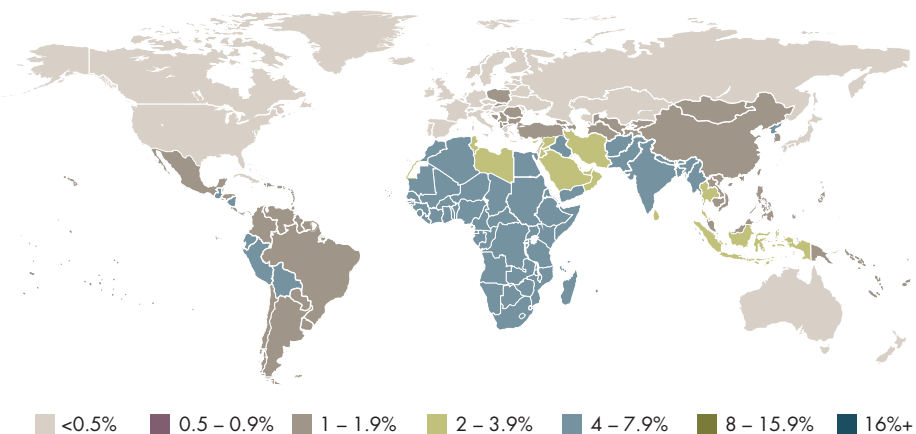 <0.5% 0.5 – 0.9% 1 – 1.9% 2 – 3.9% 4 – 7.9% 8 – 15.9% 16%+